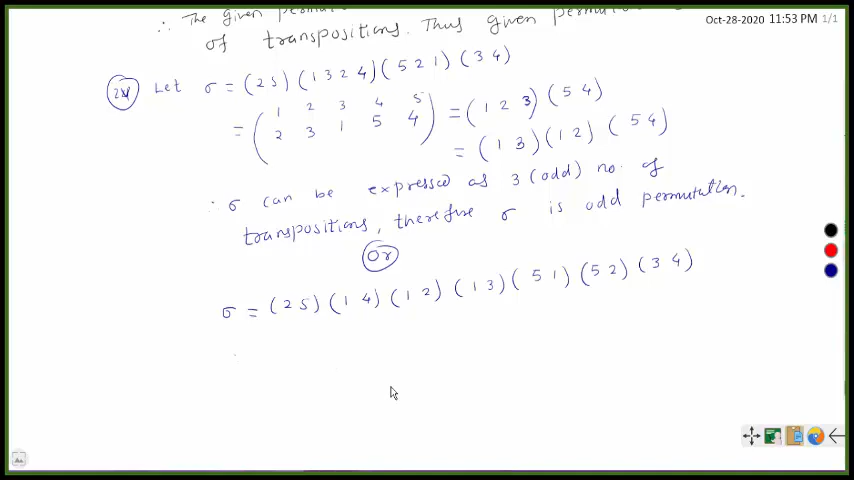 ∴ The given
Oct-28-2020 11:53 PM 1/1
of transpositions. Thus given
24 Let σ = (2 5) (1 3 2 4) (5 2 1) (3 4)
1 2 3 4 5
= ( 2 3 1 5 4 ) = (1 2 3) (5 4)
= (1 3) (1 2) (5 4)
∴ σ can be expressed as 3 (odd) no. of
transpositions, therefore σ is odd permutation.
Or
σ = (2 5) (1 4) (1 2) (1 3) (5 1) (5 2) (3 4)